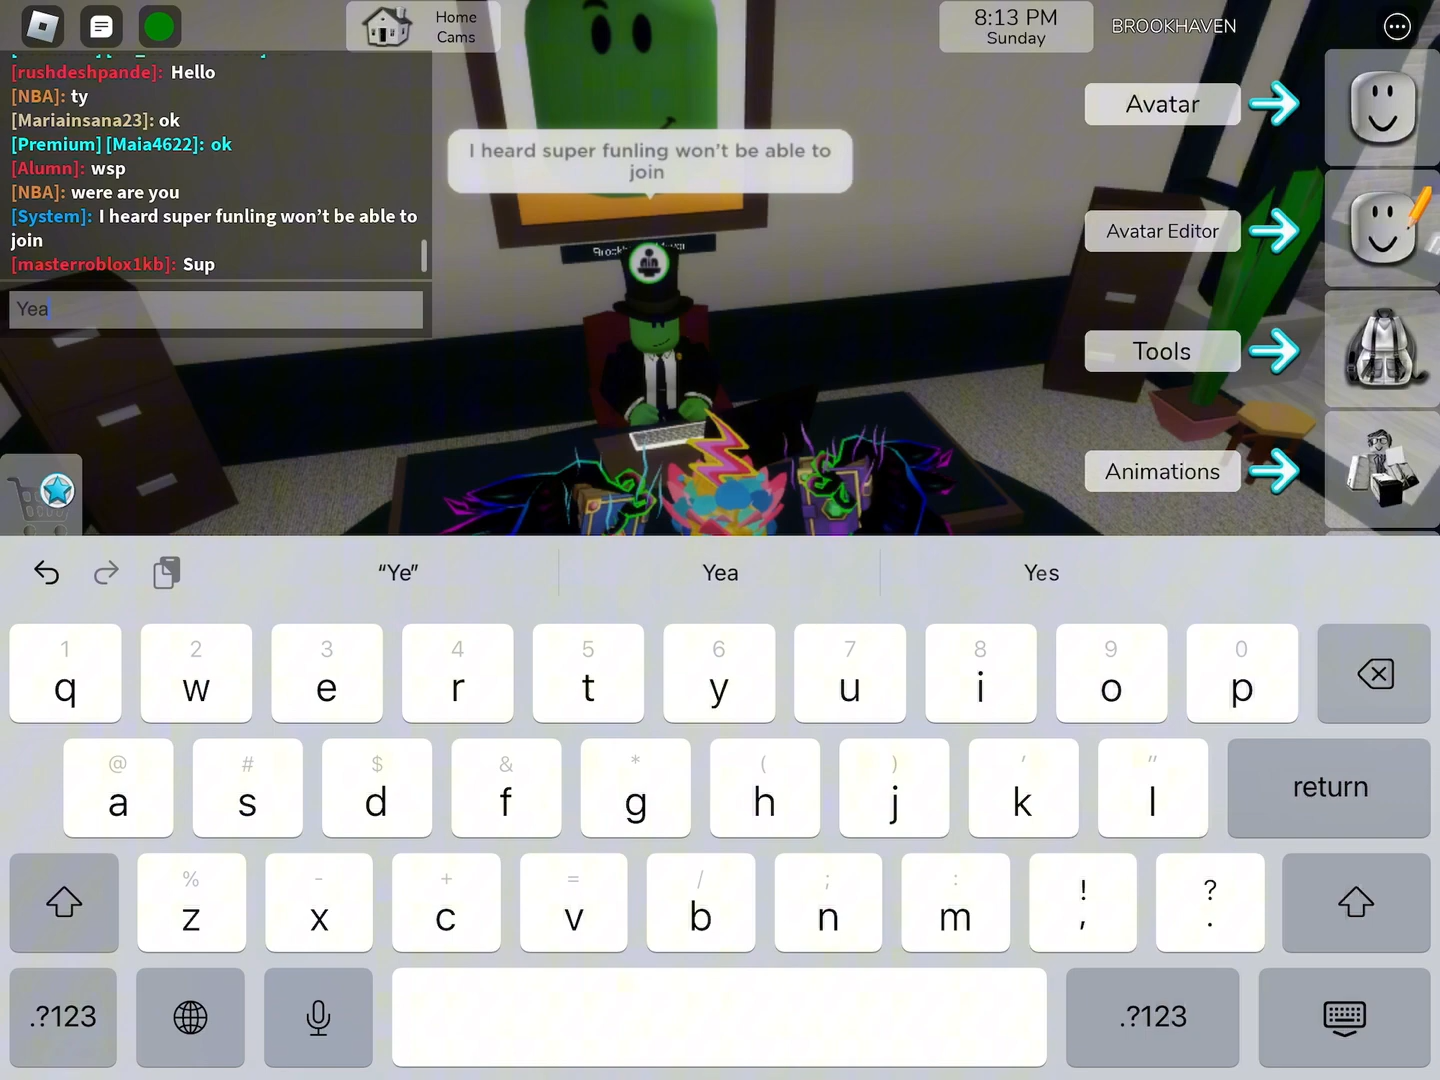 Home
Cams
8:13 PM
Sunday
BROOKHAVEN
[rushdeshpande]: Hello
[NBA]: ty
[Mariainsana23]: ok
[Premium] [Maia4622]: ok
[Alumn]: wsp
[NBA]: were are you
[System]: I heard super funling won't be able to
join
[masterroblox1kb]: Sup
Yea
I heard super funling won't be able to
join
Avatar
Avatar Editor
Tools
Animations
"Ye"
Yea
Yes
1 2 3 4 5 6 7 8 9 0
q w e r t y u i o p
@ # $ & * ( ) ' "
a s d f g h j k l return
% - + = / ; : ! ?
z x c v b n m , .
.?123 .?123